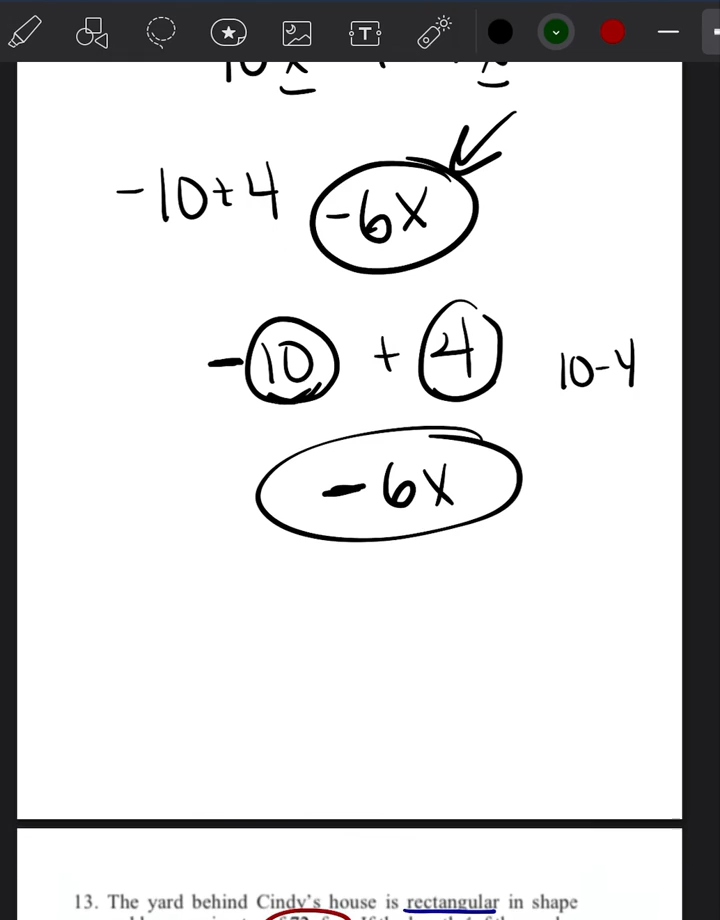 -10+4 -6x
-10 + 4 10-4
-6x
13. The yard behind Cindy's house is rectangular in shape